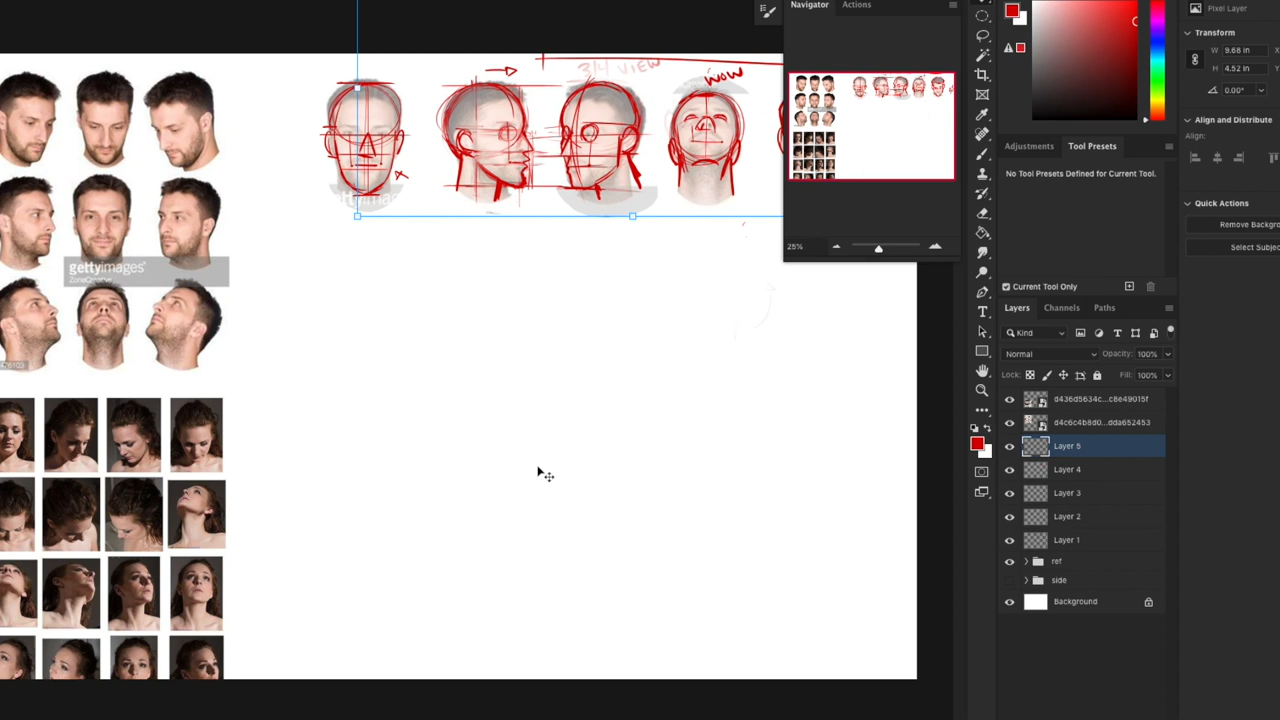 Navigator Actions
Pixel Layer
Transform
W 9.68 in X
H 4.52 in Y
0.00°
3/4 VIEW
WOW
25%
Align and Distribute
Align:
Adjustments Tool Presets
No Tool Presets Defined for Current Tool.
Quick Actions
Remove Backgro
Select Subjec
gettyimages®
ZoneCreative
Current Tool Only
Layers Channels Paths
Kind
Normal Opacity: 100%
Lock: Fill: 100%
d436d5634c...c8e49015f
d4c6c4b8d0...dda652453
Layer 5
Layer 4
Layer 3
Layer 2
Layer 1
ref
side
Background